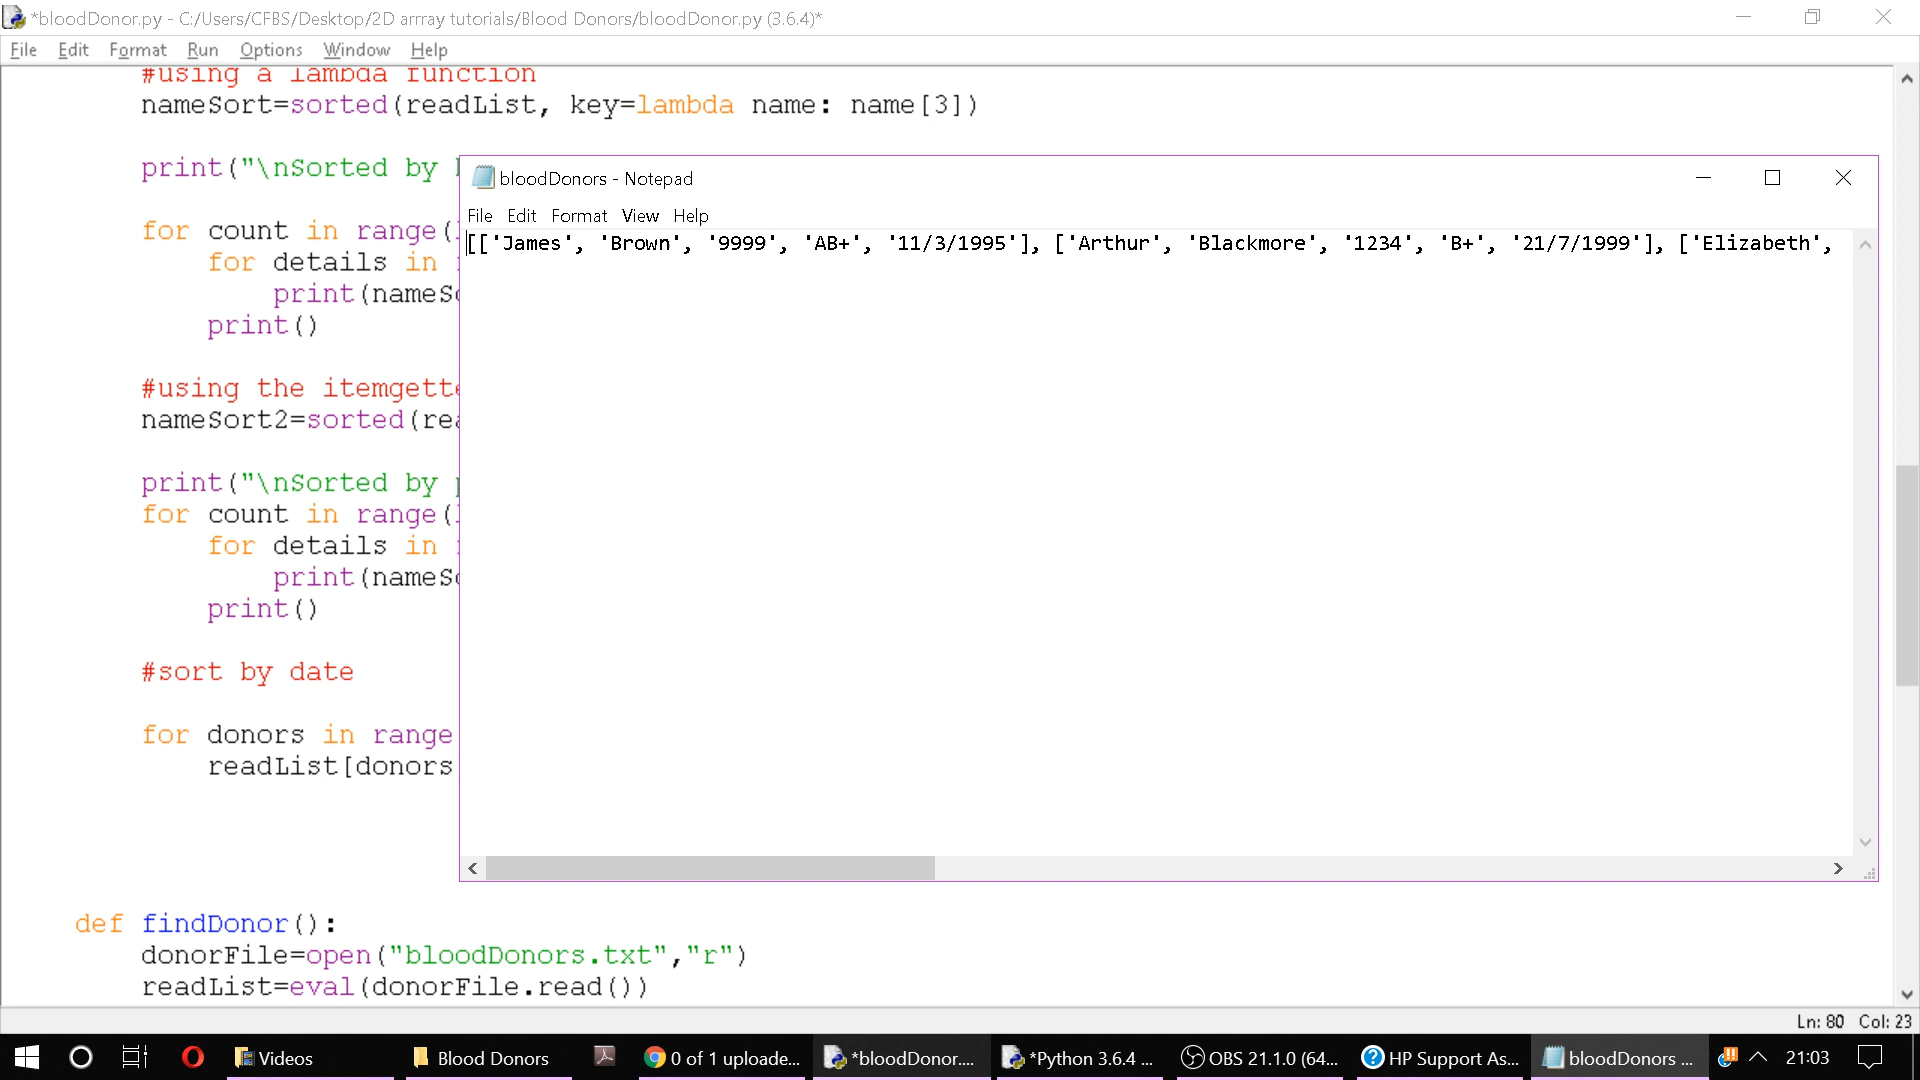 *bloodDonor.py - C:/Users/CFBS/Desktop/2D arrray tutorials/Blood Donors/bloodDonor.py (3.6.4)*
File Edit Format Run Options Window Help
#using a lambda function
nameSort=sorted(readList, key=lambda name: name[3])
print("\nSorted by
for count in range(
for details in
print(nameSo
print()
#using the itemgette
nameSort2=sorted(rea
print("\nSorted by p
for count in range(
for details in
print(nameSo
print()
#sort by date
for donors in range
readList[donors
def findDonor():
donorFile=open("bloodDonors.txt","r")
readList=eval(donorFile.read())
bloodDonors - Notepad
File Edit Format View Help
[['James', 'Brown', '9999', 'AB+', '11/3/1995'], ['Arthur', 'Blackmore', '1234', 'B+', '21/7/1999'], ['Elizabeth',
Ln: 80 Col: 23
Videos
Blood Donors
0 of 1 uploade...
*bloodDonor....
*Python 3.6.4 ...
OBS 21.1.0 (64...
HP Support As...
bloodDonors ...
21:03